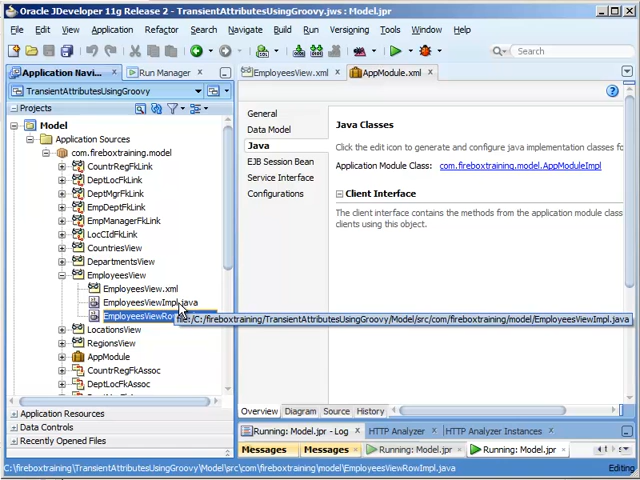 Oracle JDeveloper 11g Release 2 - TransientAttributesUsingGroovy.jws : Model.jpr
File Edit View Application Refactor Search Navigate Build Run Versioning Tools Window Help
Search
Application Navi... Run Manager EmployeesView.xml AppModule.xml
TransientAttributesUsingGroovy
Projects
Model
Application Sources
com.fireboxtraining.model
CountrRegFkLink
DeptLocFkLink
DeptMgrFkLink
EmpDeptFkLink
EmpManagerFkLink
LocCIdFkLink
CountriesView
DepartmentsView
EmployeesView
EmployeesView.xml
EmployeesViewImpl.java
EmployeesViewRo
LocationsView
RegionsView
AppModule
CountrRegFkAssoc
DeptLocFkAssoc
Application Resources
Data Controls
Recently Opened Files
General
Data Model
Java
EJB Session Bean
Service Interface
Configurations
Java Classes
Click the edit icon to generate and configure java implementation classes fo
Application Module Class: com.fireboxtraining.model.AppModuleImpl
Client Interface
The client interface contains the methods from the application module class
clients using this object.
file:/C:/fireboxtraining/TransientAttributesUsingGroovy/Model/src/com/fireboxtraining/model/EmployeesViewImpl.java
Overview Diagram Source History
Running: Model.jpr - Log HTTP Analyzer HTTP Analyzer Instances
Messages Messages Running: Model.jpr Running: Model.jpr
C:\fireboxtraining\TransientAttributesUsingGroovy\Model\src\com\fireboxtraining\model\EmployeesViewRowImpl.java Editing